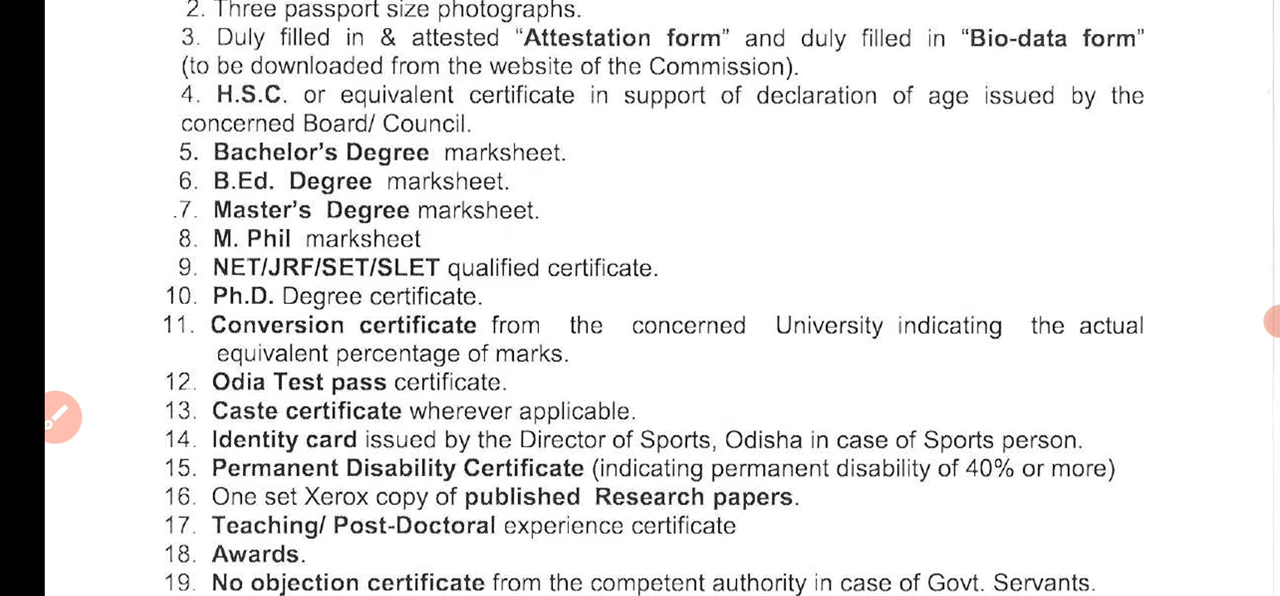 2. Three passport size photographs.
3. Duly filled in & attested “Attestation form” and duly filled in “Bio-data form”
(to be downloaded from the website of the Commission).
4. H.S.C. or equivalent certificate in support of declaration of age issued by the
concerned Board/ Council.
5. Bachelor’s Degree marksheet.
6. B.Ed. Degree marksheet.
.7. Master’s Degree marksheet.
8. M. Phil marksheet
9. NET/JRF/SET/SLET qualified certificate.
10. Ph.D. Degree certificate.
11. Conversion certificate from the concerned University indicating the actual
equivalent percentage of marks.
12. Odia Test pass certificate.
13. Caste certificate wherever applicable.
14. Identity card issued by the Director of Sports, Odisha in case of Sports person.
15. Permanent Disability Certificate (indicating permanent disability of 40% or more)
16. One set Xerox copy of published Research papers.
17. Teaching/ Post-Doctoral experience certificate
18. Awards.
19. No objection certificate from the competent authority in case of Govt. Servants.